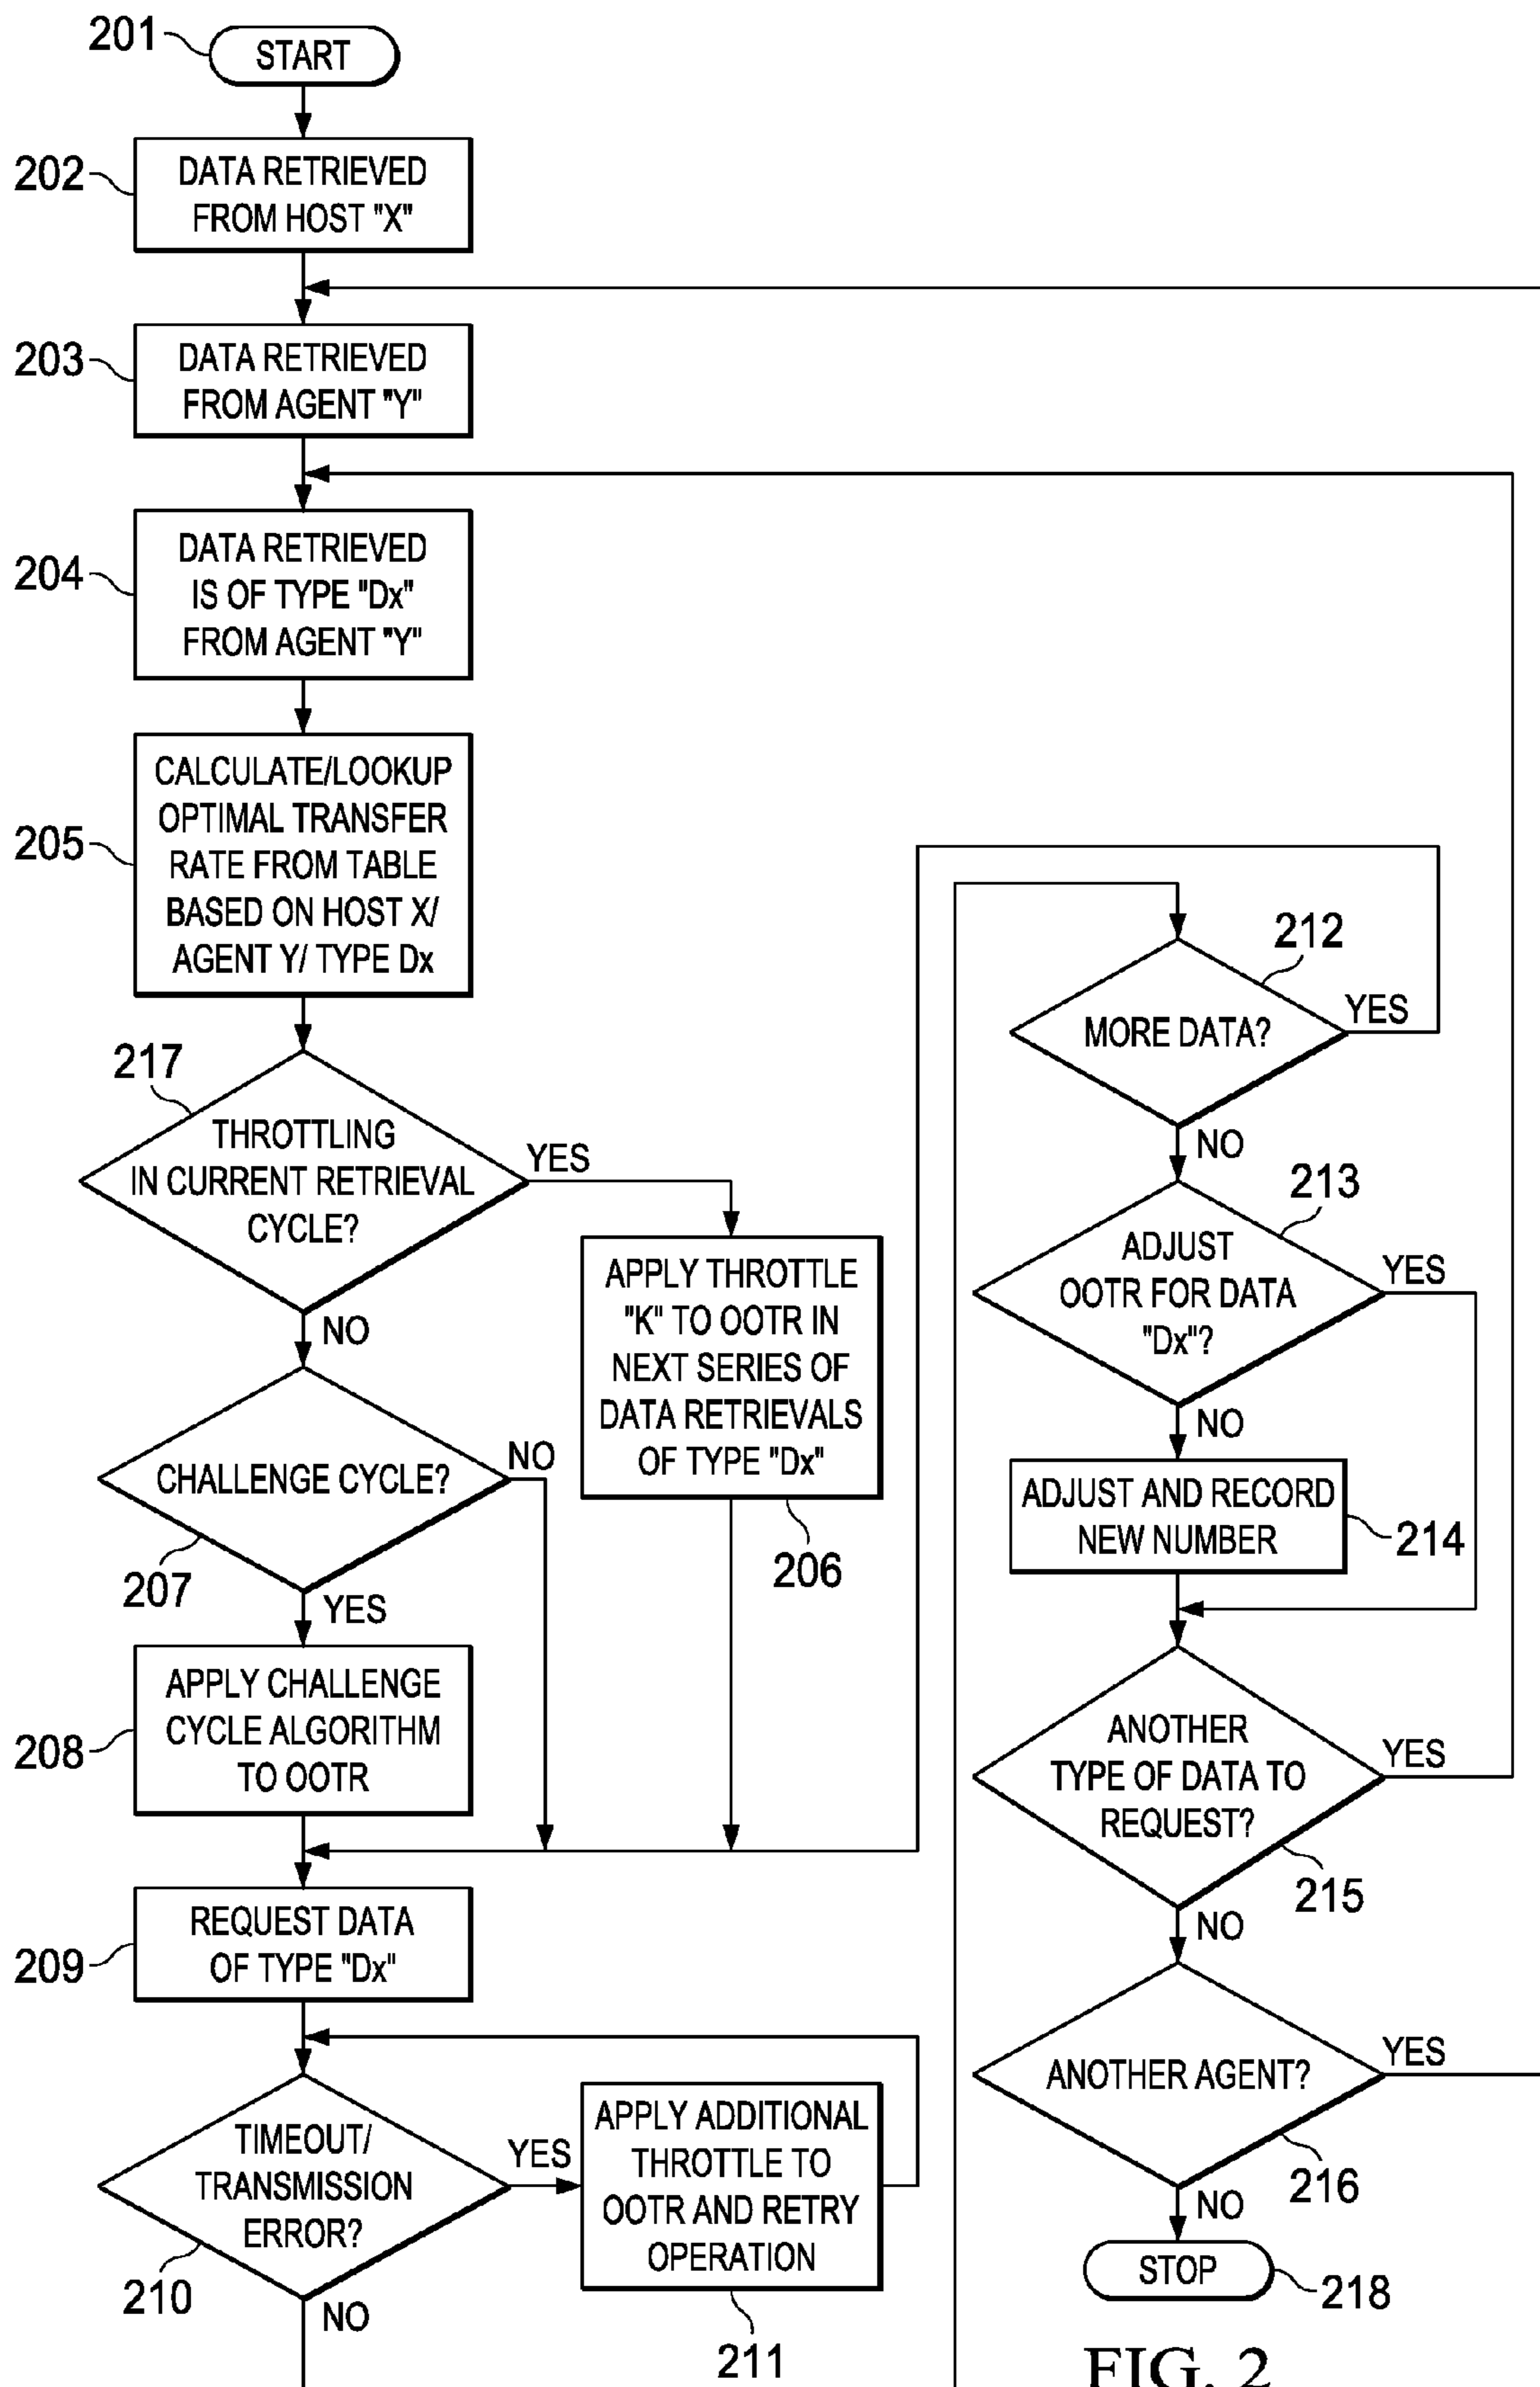 201
START
202
DATA RETRIEVED
FROM HOST "X"
203
DATA RETRIEVED
FROM AGENT "Y"
204
DATA RETRIEVED
IS OF TYPE "Dx"
FROM AGENT "Y"
205
CALCULATE/LOOKUP
OPTIMAL TRANSFER
RATE FROM TABLE
BASED ON HOST X/
AGENT Y/ TYPE Dx
217
THROTTLING
IN CURRENT RETRIEVAL
CYCLE?
YES
NO
APPLY THROTTLE
"K" TO OOTR IN
NEXT SERIES OF
DATA RETRIEVALS
OF TYPE "Dx"
206
CHALLENGE CYCLE?
NO
207
YES
208
APPLY CHALLENGE
CYCLE ALGORITHM
TO OOTR
209
REQUEST DATA
OF TYPE "Dx"
TIMEOUT/
TRANSMISSION
ERROR?
YES
210
NO
APPLY ADDITIONAL
THROTTLE TO
OOTR AND RETRY
OPERATION
211
212
MORE DATA?
YES
NO
213
ADJUST
OOTR FOR DATA
"Dx"?
YES
NO
ADJUST AND RECORD
NEW NUMBER
214
ANOTHER
TYPE OF DATA TO
REQUEST?
YES
215
NO
ANOTHER AGENT?
YES
216
NO
STOP
218
FIG. 2